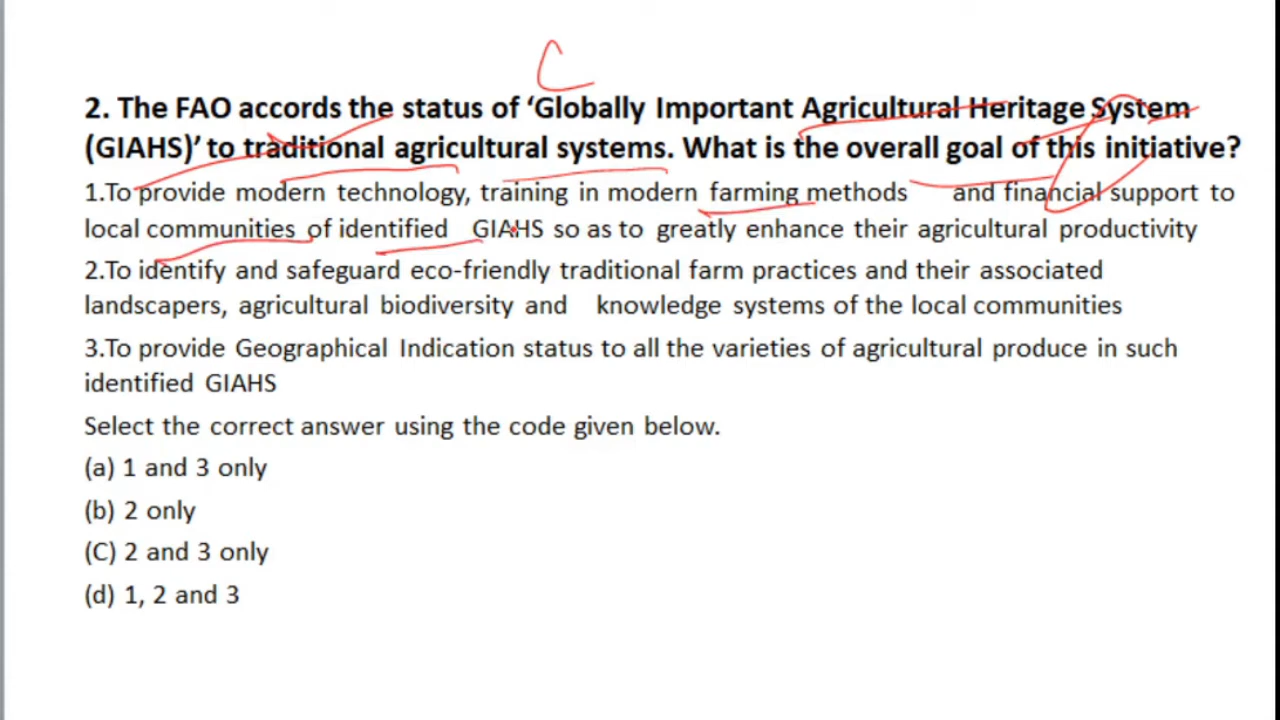 2. The FAO accords the status of ‘Globally Important Agricultural Heritage System
(GIAHS)’ to traditional agricultural systems. What is the overall goal of this initiative?
1.To provide modern technology, training in modern farming methods and financial support to
local communities of identified GIAHS so as to greatly enhance their agricultural productivity
2.To identify and safeguard eco-friendly traditional farm practices and their associated
landscapers, agricultural biodiversity and knowledge systems of the local communities
3.To provide Geographical Indication status to all the varieties of agricultural produce in such
identified GIAHS
Select the correct answer using the code given below.
(a) 1 and 3 only
(b) 2 only
(C) 2 and 3 only
(d) 1, 2 and 3